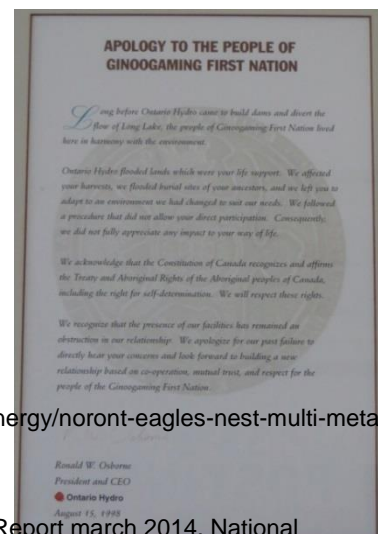 APOLOGY TO THE PEOPLE OF
GINOOGAMING FIRST NATION
Long before Ontario Hydro came to build dams and divert the
flow of Long Lake, the people of Ginoogaming First Nation lived
here in harmony with the environment.
Ontario Hydro flooded lands which were your life support. We affected
your harvests, we flooded burial sites of your ancestors, and we left you to
adapt to an environment we had changed to suit our needs. We followed
a procedure that did not allow your direct participation. Consequently,
we did not fully appreciate any impact to your way of life.
We acknowledge that the Constitution of Canada recognizes and affirms
the Treaty and Aboriginal Rights of the Aboriginal peoples of Canada,
including the right for self-determination. We will respect these rights.
We recognize that the presence of our facilities has remained an
obstruction in our relationship. We apologize for our past failure to
directly hear your concerns and look forward to building a new
relationship based on co-operation, mutual trust, and respect for the
people of the Ginoogaming First Nation.
nergy/noront-eagles-nest-multi-meta
Ronald W. Osborne
President and CEO
Ontario Hydro
August 15, 1998
Report march 2014. National